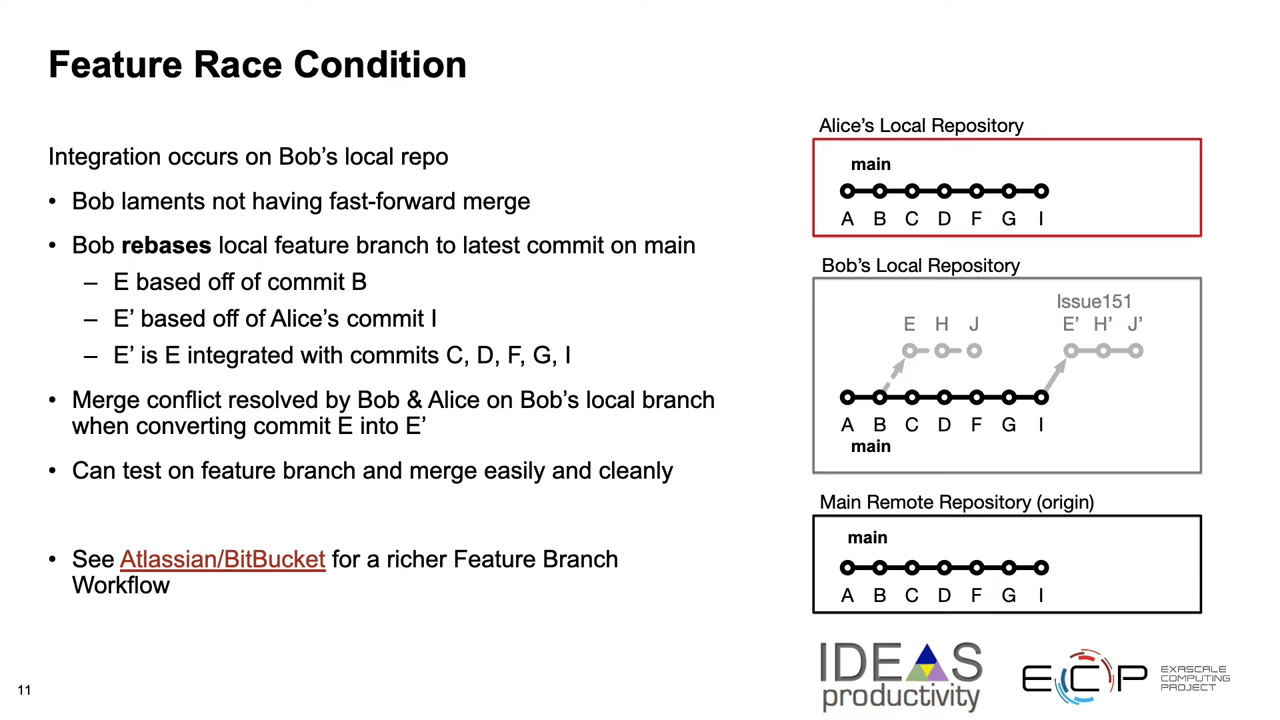 Feature Race Condition
Integration occurs on Bob’s local repo
• Bob laments not having fast-forward merge
• Bob rebases local feature branch to latest commit on main
– E based off of commit B
– E’ based off of Alice’s commit I
– E’ is E integrated with commits C, D, F, G, I
• Merge conflict resolved by Bob & Alice on Bob’s local branch
when converting commit E into E’
• Can test on feature branch and merge easily and cleanly
• See Atlassian/BitBucket for a richer Feature Branch
Workflow
Alice’s Local Repository
main
A B C D F G I
Bob’s Local Repository
Issue151
E H J E’ H’ J’
A B C D F G I
main
Main Remote Repository (origin)
main
A B C D F G I
IDEAS
productivity
ECP
EXASCALE
COMPUTING
PROJECT
11